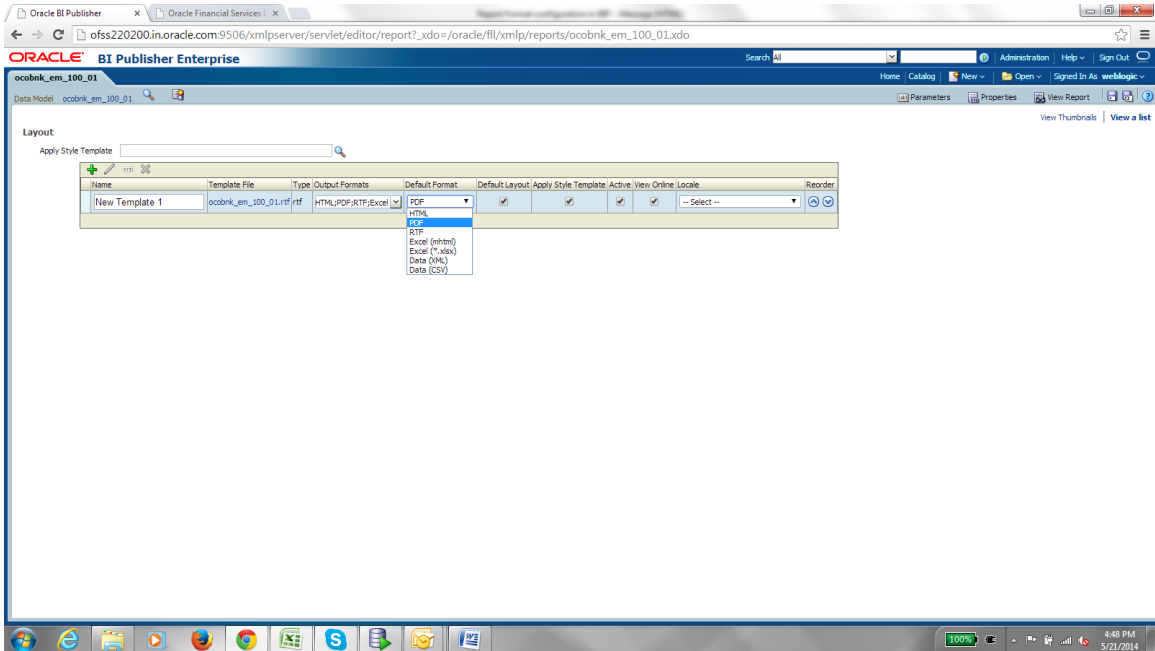 Oracle BI Publisher × Oracle Financial Services L ×
ofss220200.in.oracle.com:9506/xmlpserver/servlet/editor/report?_xdo=/oracle/fll/xmlp/reports/ocobnk_em_100_01.xdo
ORACLE BI Publisher Enterprise Search All Administration Help Sign Out
ocobnk_em_100_01 Home Catalog New Open Signed In As weblogic
Data Model ocobnk_em_100_01 Parameters Properties View Report
View Thumbnails View a list
Layout
Apply Style Template
Name Template File Type Output Formats Default Format Default Layout Apply Style Template Active View Online Locale Reorder
New Template 1 ocobnk_em_100_01.rtf rtf HTML;PDF;RTF;Excel PDF -- Select --
HTML
PDF
RTF
Excel (mhtml)
Excel (*.xlsx)
Data (XML)
Data (CSV)
100%
4:48 PM
5/21/2014